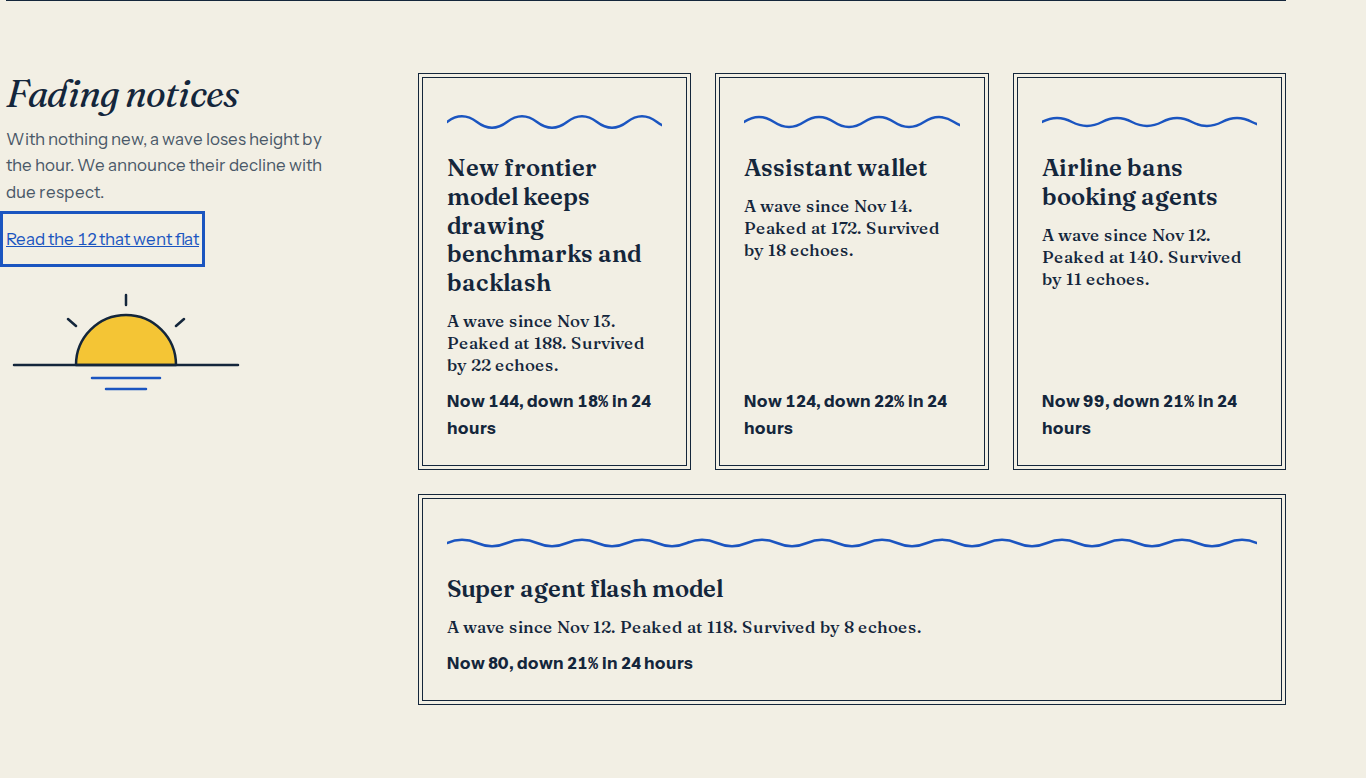 Fading notices
With nothing new, a wave loses height by
the hour. We announce their decline with
due respect.
Read the 12 that went flat
New frontier
model keeps
drawing
benchmarks and
backlash
A wave since Nov 13.
Peaked at 188. Survived
by 22 echoes.
Now 144, down 18% in 24
hours
Assistant wallet
A wave since Nov 14.
Peaked at 172. Survived
by 18 echoes.
Now 124, down 22% in 24
hours
Airline bans
booking agents
A wave since Nov 12.
Peaked at 140. Survived
by 11 echoes.
Now 99, down 21% in 24
hours
Super agent flash model
A wave since Nov 12. Peaked at 118. Survived by 8 echoes.
Now 80, down 21% in 24 hours